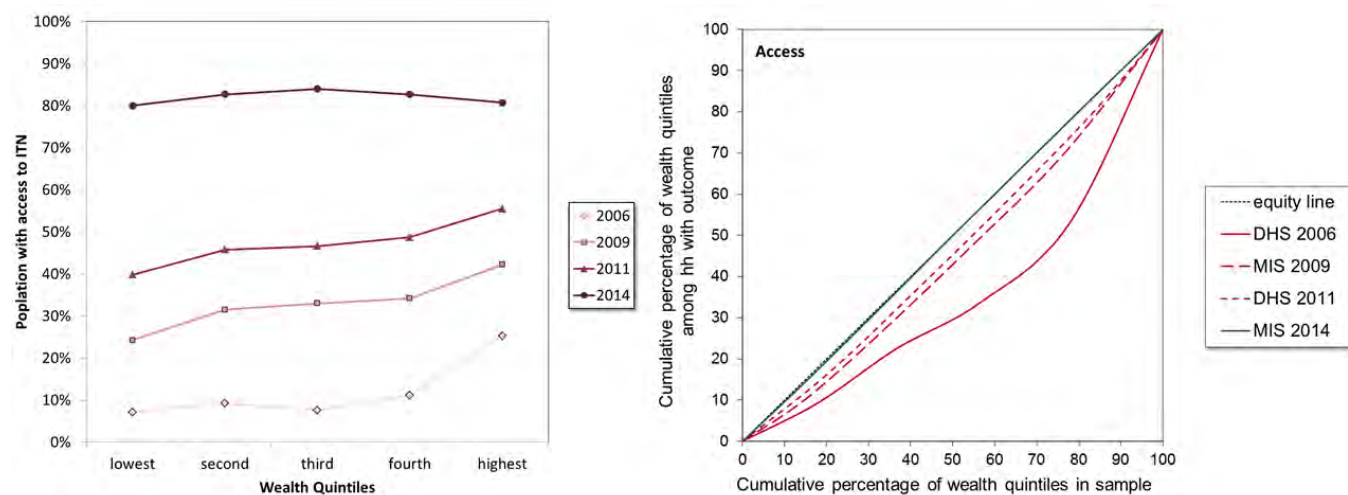 100%
90%
80%
70%
60%
50%
40%
30%
20%
10%
0%
Poplation with access to ITN
lowest second third fourth highest
Wealth Quintiles
2006
2009
2011
2014
Access
100
90
80
70
60
50
40
30
20
10
0
Cumulative percentage of wealth quintiles
among hh with outcome
0 10 20 30 40 50 60 70 80 90 100
Cumulative percentage of wealth quintiles in sample
equity line
DHS 2006
MIS 2009
DHS 2011
MIS 2014